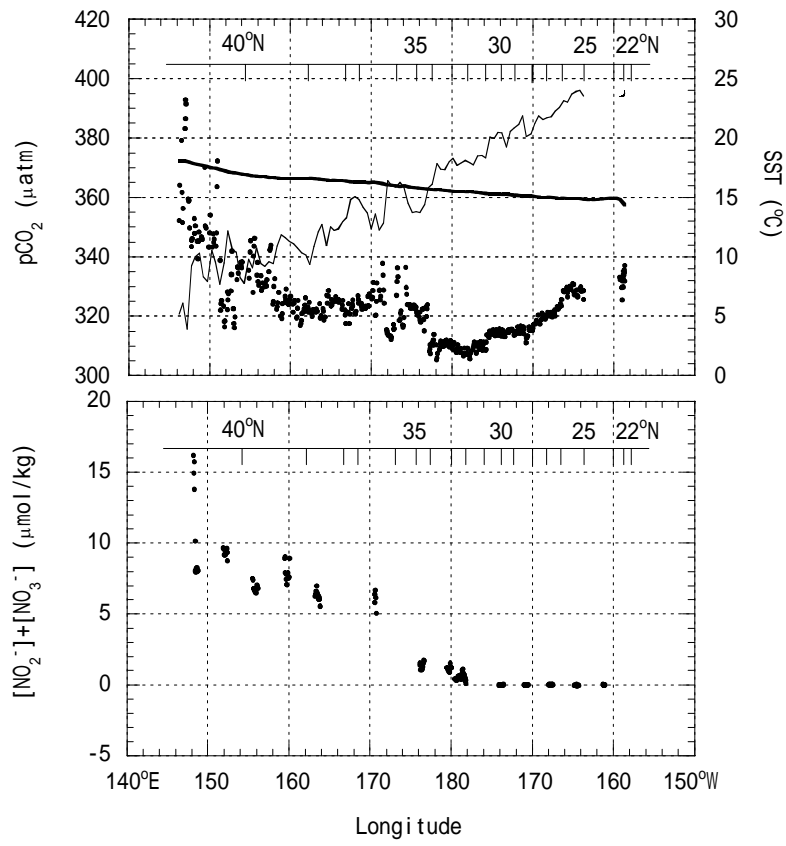 420
400
380
360
340
320
300
pCO₂ (μatm)
40°N 35 30 25 22°N
30
25
20
15
10
5
0
SST (°C)
20
15
10
5
0
-5
[NO₂⁻]+[NO₃⁻] (μmol/kg)
40°N 35 30 25 22°N
140°E 150 160 170 180 170 160 150°W
Longitude